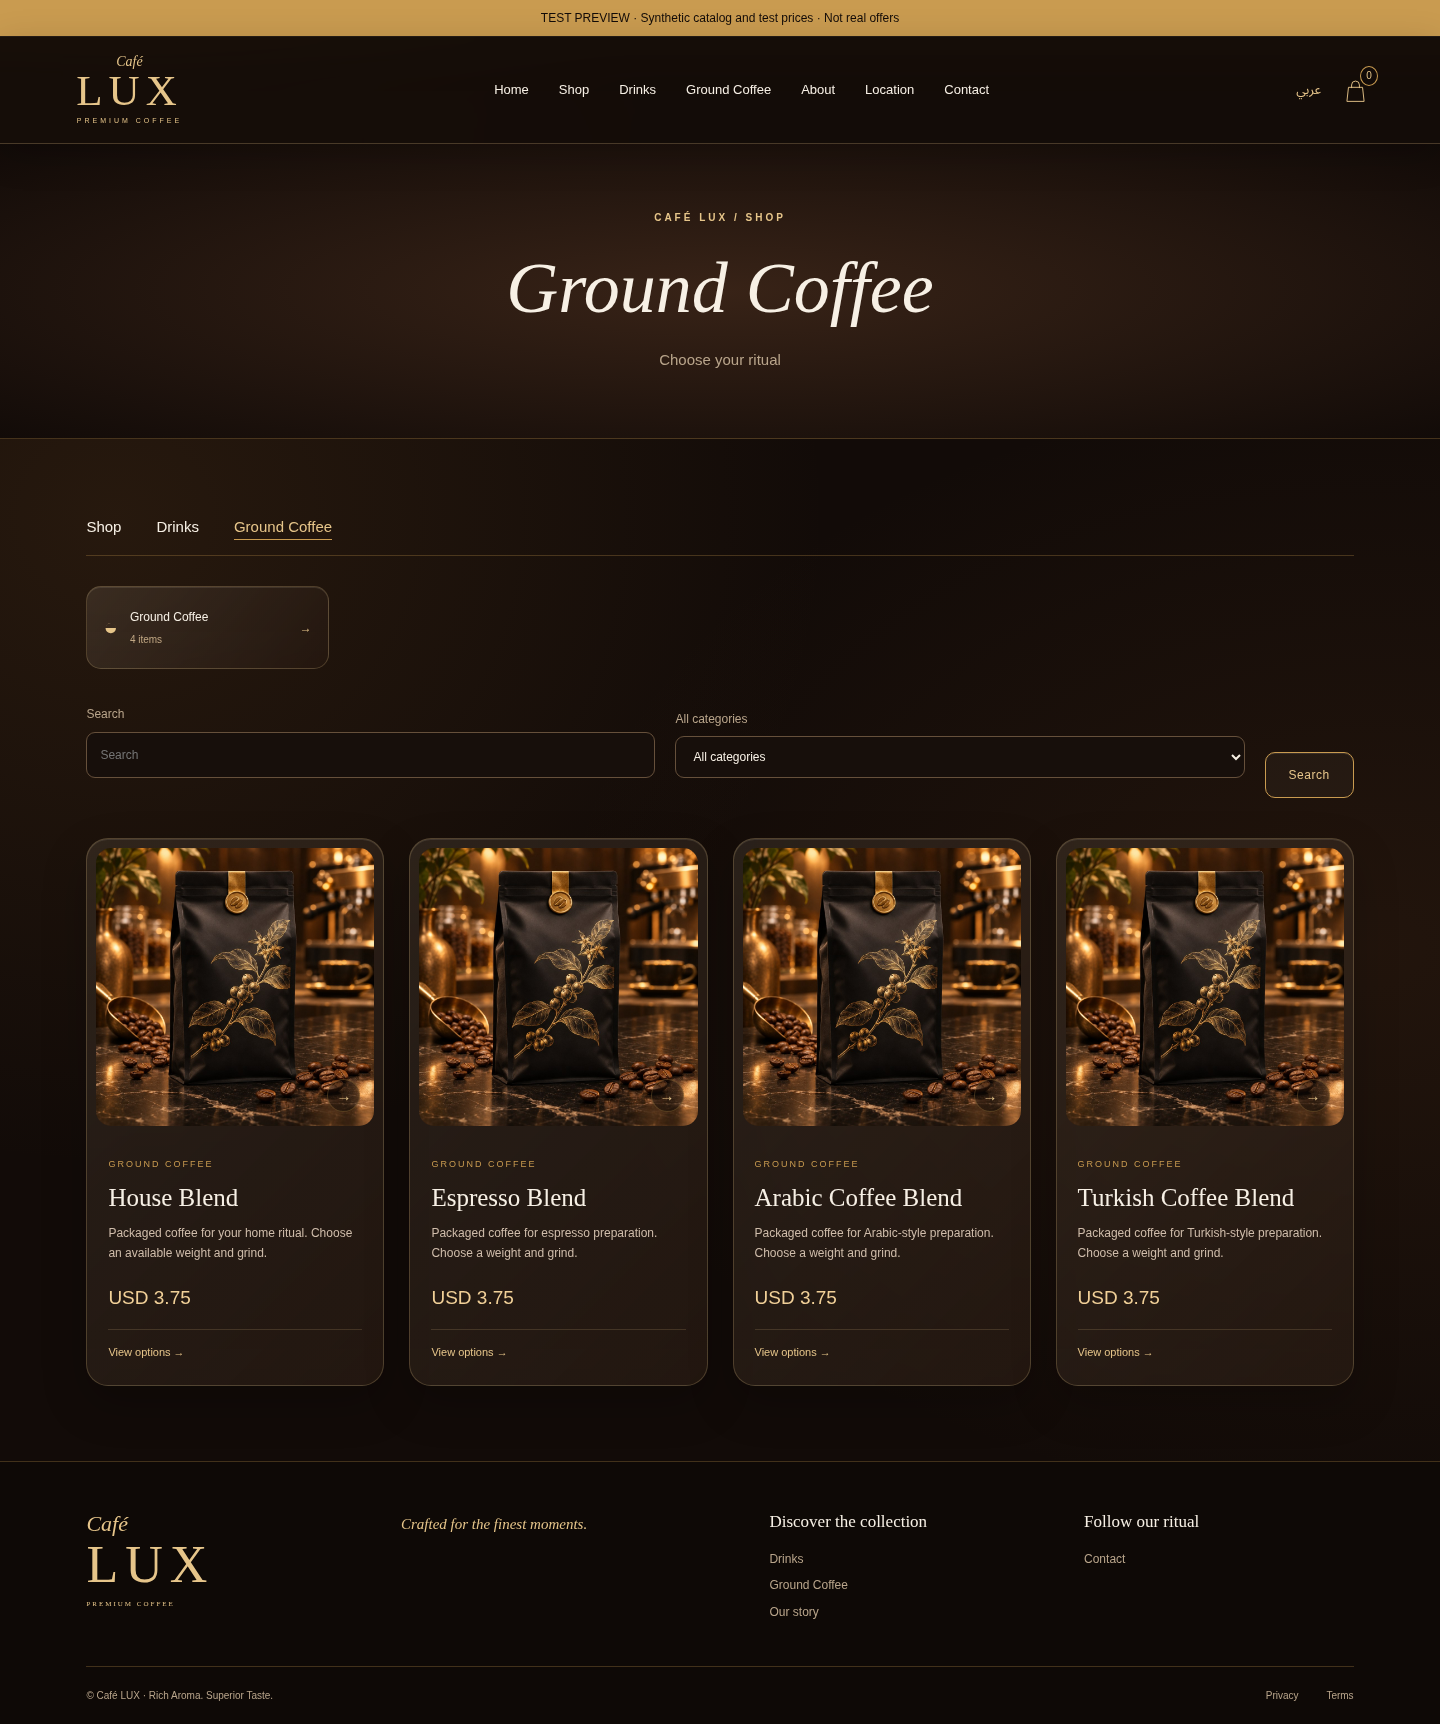 TEST PREVIEW · Synthetic catalog and test prices · Not real offers
Café
LUX
PREMIUM COFFEE
Home Shop Drinks Ground Coffee About Location Contact
عربي
0
CAFÉ LUX / SHOP
Ground Coffee
Choose your ritual
Shop Drinks Ground Coffee
Ground Coffee
4 items
→
Search
All categories
Search
All categories
Search
→ → → →
GROUND COFFEE GROUND COFFEE GROUND COFFEE GROUND COFFEE
House Blend Espresso Blend Arabic Coffee Blend Turkish Coffee Blend
Packaged coffee for your home ritual. Choose Packaged coffee for espresso preparation. Packaged coffee for Arabic-style preparation. Packaged coffee for Turkish-style preparation.
an available weight and grind. Choose a weight and grind. Choose a weight and grind. Choose a weight and grind.
USD 3.75 USD 3.75 USD 3.75 USD 3.75
View options → View options → View options → View options →
Café
LUX
PREMIUM COFFEE
Crafted for the finest moments.
Discover the collection
Drinks
Ground Coffee
Our story
Follow our ritual
Contact
© Café LUX · Rich Aroma. Superior Taste.
Privacy Terms